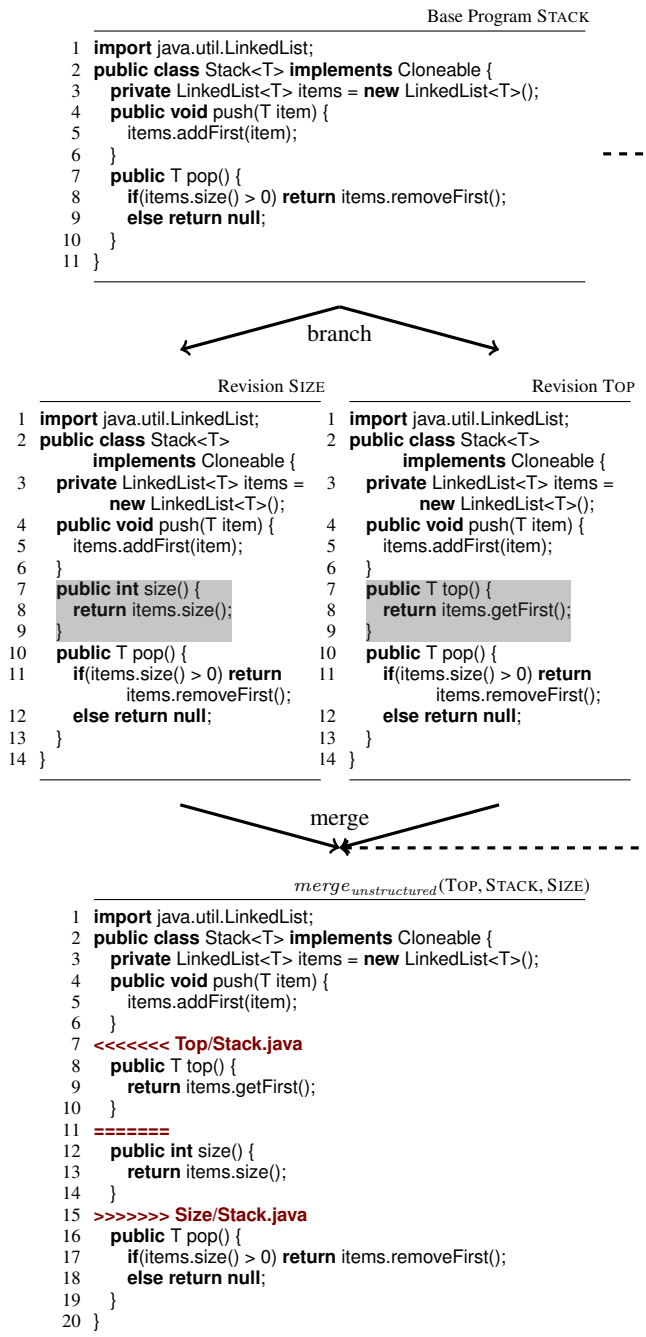 Base Program STACK
1 import java.util.LinkedList;
2 public class Stack<T> implements Cloneable {
3 private LinkedList<T> items = new LinkedList<T>();
4 public void push(T item) {
5 items.addFirst(item);
6 }
7 public T pop() {
8 if(items.size() > 0) return items.removeFirst();
9 else return null;
10 }
11 }
branch
Revision SIZE
1 import java.util.LinkedList;
2 public class Stack<T>
implements Cloneable {
3 private LinkedList<T> items =
new LinkedList<T>();
4 public void push(T item) {
5 items.addFirst(item);
6 }
7 public int size() {
8 return items.size();
9 }
10 public T pop() {
11 if(items.size() > 0) return
items.removeFirst();
12 else return null;
13 }
14 }
Revision TOP
1 import java.util.LinkedList;
2 public class Stack<T>
implements Cloneable {
3 private LinkedList<T> items =
new LinkedList<T>();
4 public void push(T item) {
5 items.addFirst(item);
6 }
7 public T top() {
8 return items.getFirst();
9 }
10 public T pop() {
11 if(items.size() > 0) return
items.removeFirst();
12 else return null;
13 }
14 }
merge
merge unstructured(TOP, STACK, SIZE)
1 import java.util.LinkedList;
2 public class Stack<T> implements Cloneable {
3 private LinkedList<T> items = new LinkedList<T>();
4 public void push(T item) {
5 items.addFirst(item);
6 }
7 <<<<<<< Top/Stack.java
8 public T top() {
9 return items.getFirst();
10 }
11 =======
12 public int size() {
13 return items.size();
14 }
15 >>>>>>> Size/Stack.java
16 public T pop() {
17 if(items.size() > 0) return items.removeFirst();
18 else return null;
19 }
20 }